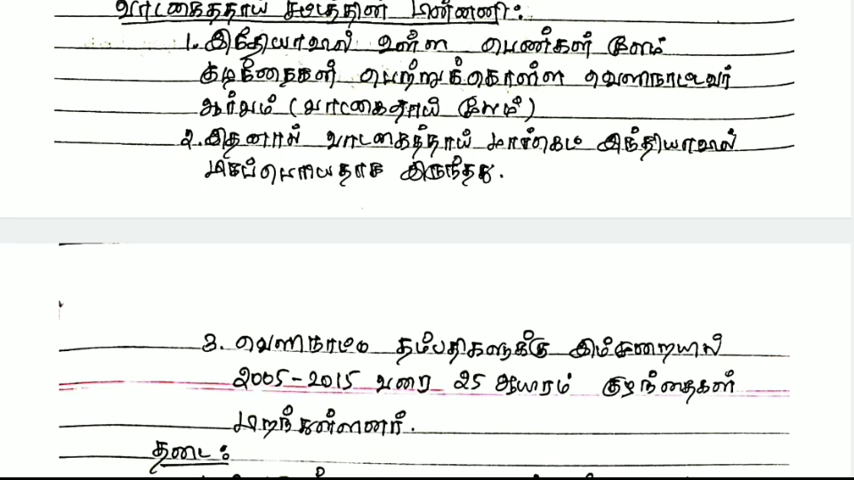 வாடகைத்தாய் சட்டத்தின் பின்னணி:
1. இந்தியாவில் உள்ள பெண்கள் மூலம்
குழந்தைகள் பெற்றுக்கொள்ள வெளிநாட்டவர்
ஆர்வம் (வாடகைதாய் மூலம்)
2. இதனால் வாடகைத்தாய் மார்கெட் இந்தியாவில்
மிகப்பெரியதாக இருந்தது.
3. வெளிநாட்டு தம்பதிகளுக்கு இம்முறையில்
2005-2015 வரை 25 ஆயிரம் குழந்தைகள்
பிறந்துள்ளனர்.
தடை: